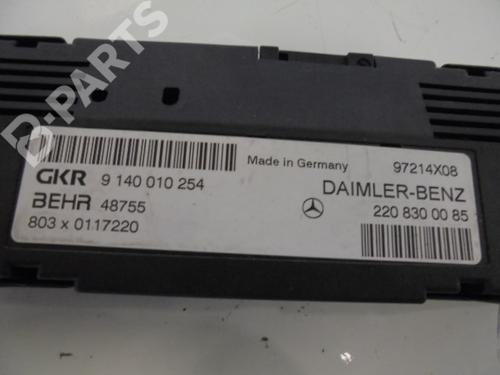 B-PARTS
GKR 9 140 010 254
BEHR 48755
803 x 0117220
Made in Germany
97214X08
DAIMLER-BENZ
220 830 00 85